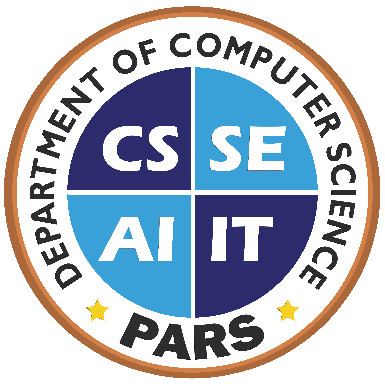 DEPARTMENT OF COMPUTER SCIENCE
CS SE
AI IT
PARS